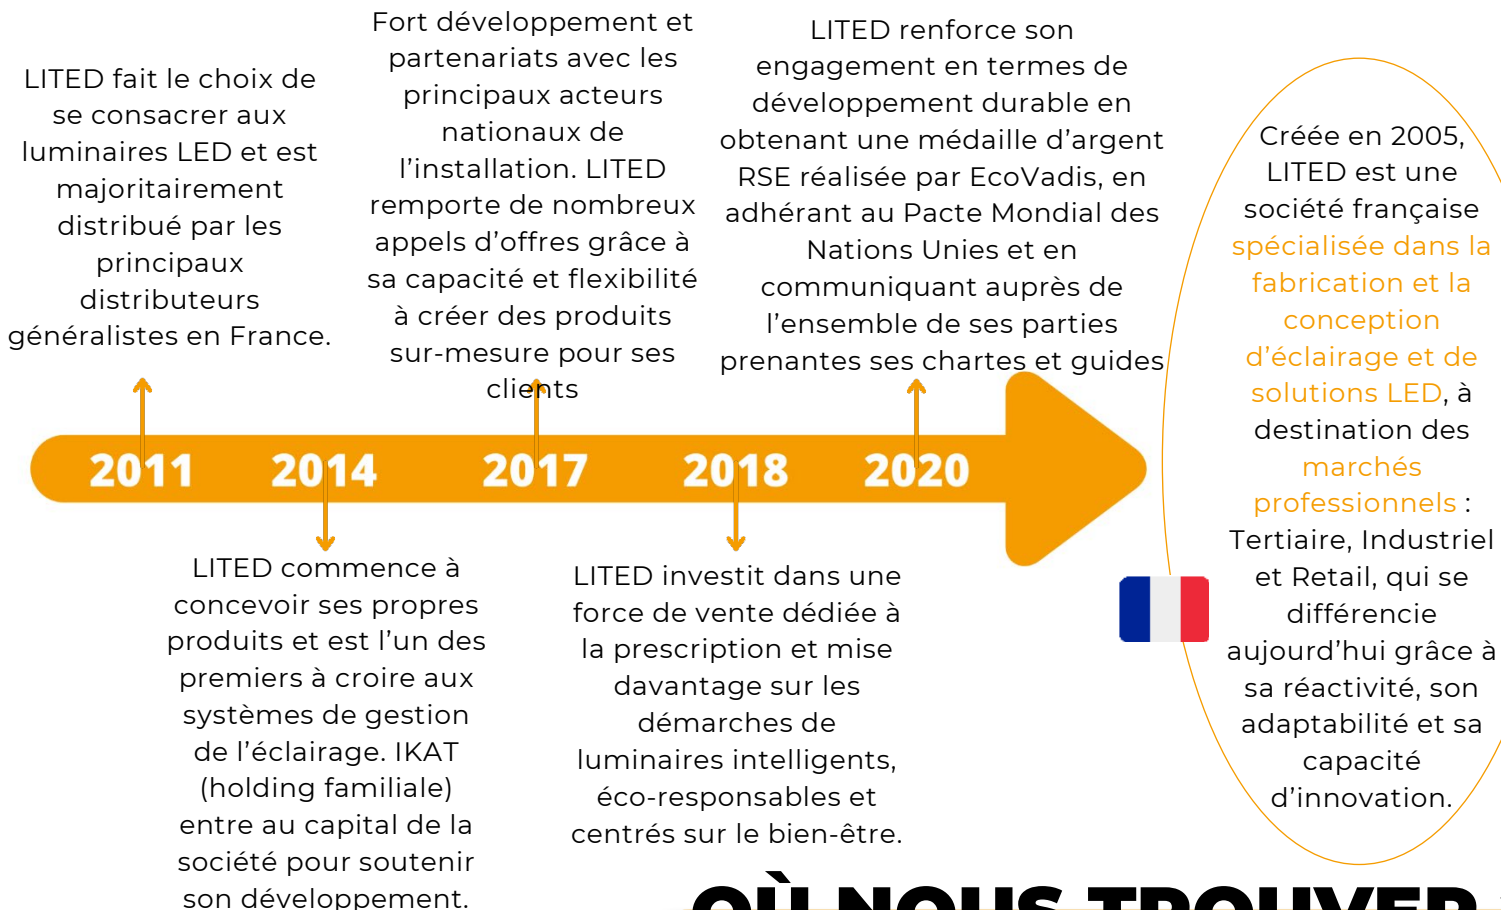 LITED fait le choix de
se consacrer aux
luminaires LED et est
majoritairement
distribué par les
principaux
distributeurs
généralistes en France.
Fort développement et
partenariats avec les
principaux acteurs
nationaux de
l’installation. LITED
remporte de nombreux
appels d’offres grâce à
sa capacité et flexibilité
à créer des produits
sur-mesure pour ses
clients
LITED renforce son
engagement en termes de
développement durable en
obtenant une médaille d’argent
RSE réalisée par EcoVadis, en
adhérant au Pacte Mondial des
Nations Unies et en
communiquant auprès de
l’ensemble de ses parties
prenantes ses chartes et guides
2011 2014 2017 2018 2020
LITED commence à
concevoir ses propres
produits et est l’un des
premiers à croire aux
systèmes de gestion
de l’éclairage. IKAT
(holding familiale)
entre au capital de la
société pour soutenir
son développement.
LITED investit dans une
force de vente dédiée à
la prescription et mise
davantage sur les
démarches de
luminaires intelligents,
éco-responsables et
centrés sur le bien-être.
Créée en 2005,
LITED est une
société française
spécialisée dans la
fabrication et la
conception
d’éclairage et de
solutions LED, à
destination des
marchés
professionnels :
Tertiaire, Industriel
et Retail, qui se
différencie
aujourd’hui grâce à
sa réactivité, son
adaptabilité et sa
capacité
d’innovation.
OÙ NOUS TROUVER